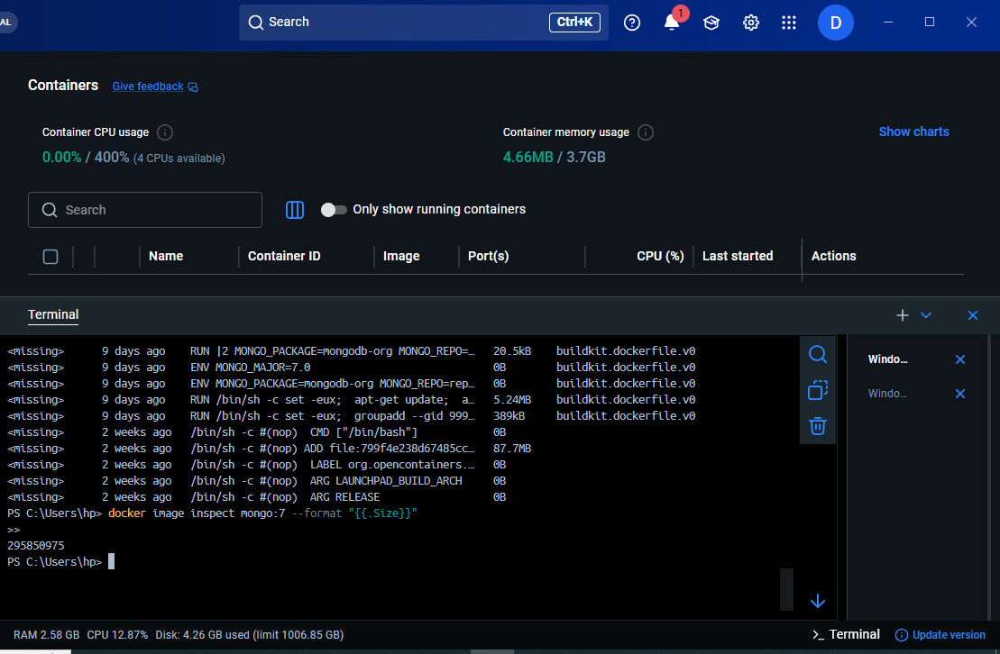 AL
Search
Ctrl+K
1
D
Containers
Give feedback
Container CPU usage
Container memory usage
Show charts
0.00% / 400% (4 CPUs available)
4.66MB / 3.7GB
Search
Only show running containers
Name Container ID Image Port(s) CPU (%) Last started Actions
Terminal
<missing> 9 days ago RUN |2 MONGO_PACKAGE=mongodb-org MONGO_REPO=… 20.5kB buildkit.dockerfile.v0
<missing> 9 days ago ENV MONGO_MAJOR=7.0 0B buildkit.dockerfile.v0
<missing> 9 days ago ENV MONGO_PACKAGE=mongodb-org MONGO_REPO=rep… 0B buildkit.dockerfile.v0
<missing> 9 days ago RUN /bin/sh -c set -eux; apt-get update; a… 5.24MB buildkit.dockerfile.v0
<missing> 9 days ago RUN /bin/sh -c set -eux; groupadd --gid 999… 389kB buildkit.dockerfile.v0
<missing> 2 weeks ago /bin/sh -c #(nop) CMD ["/bin/bash"] 0B
<missing> 2 weeks ago /bin/sh -c #(nop) ADD file:799f4e238d67485cc… 87.7MB
<missing> 2 weeks ago /bin/sh -c #(nop) LABEL org.opencontainers.… 0B
<missing> 2 weeks ago /bin/sh -c #(nop) ARG LAUNCHPAD_BUILD_ARCH 0B
<missing> 2 weeks ago /bin/sh -c #(nop) ARG RELEASE 0B
PS C:\Users\hp> docker image inspect mongo:7 --format "{{.Size}}"
>>
295850975
PS C:\Users\hp>
Windo...
Windo...
RAM 2.58 GB CPU 12.87% Disk: 4.26 GB used (limit 1006.85 GB)
>_ Terminal
Update version